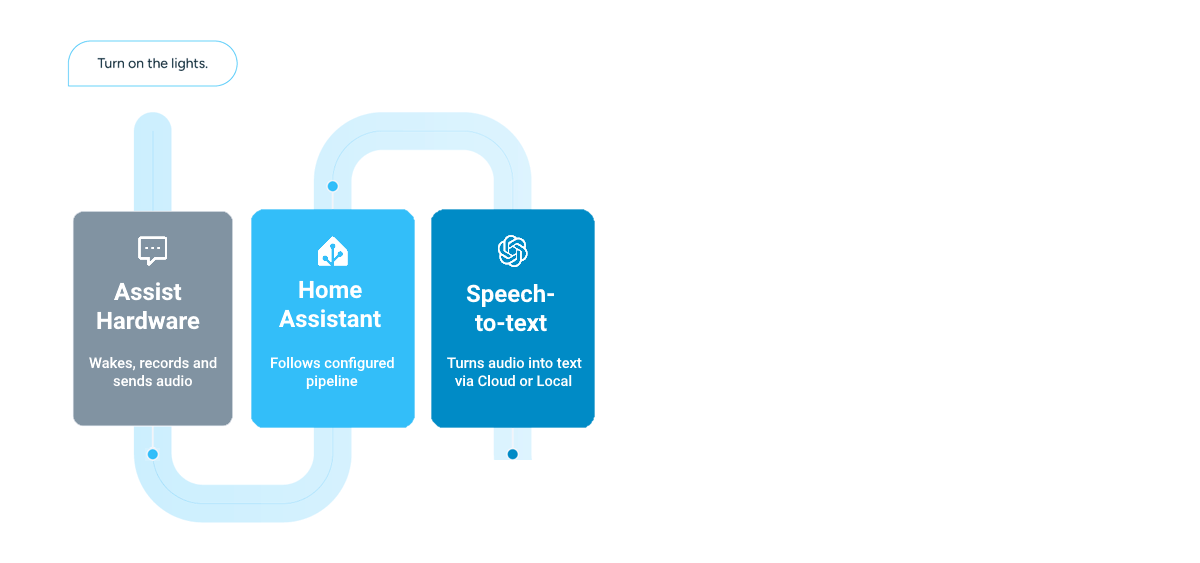 Turn on the lights.
Assist
Hardware
Wakes, records and
sends audio
Home
Assistant
Follows configured
pipeline
Speech-
to-text
Turns audio into text
via Cloud or Local